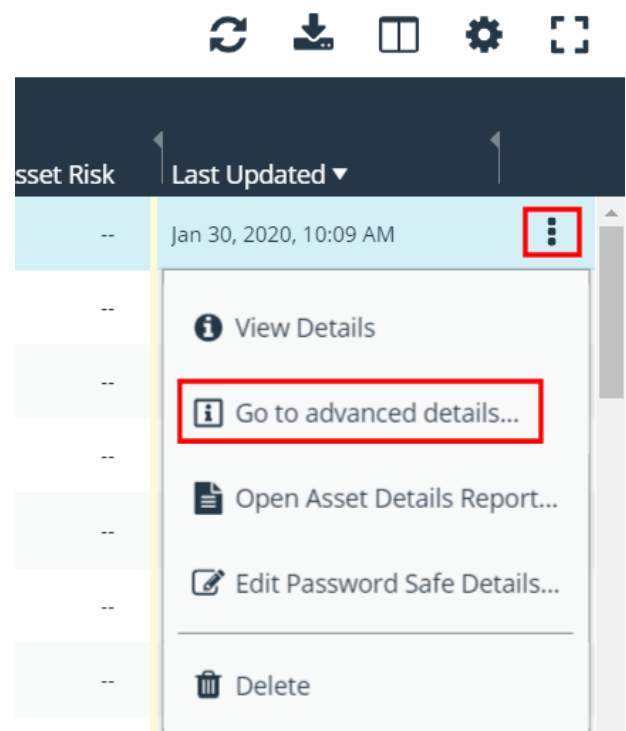 sset Risk
Last Updated ▼
-- Jan 30, 2020, 10:09 AM
--
View Details
--
Go to advanced details...
--
Open Asset Details Report...
--
Edit Password Safe Details...
--
--
Delete